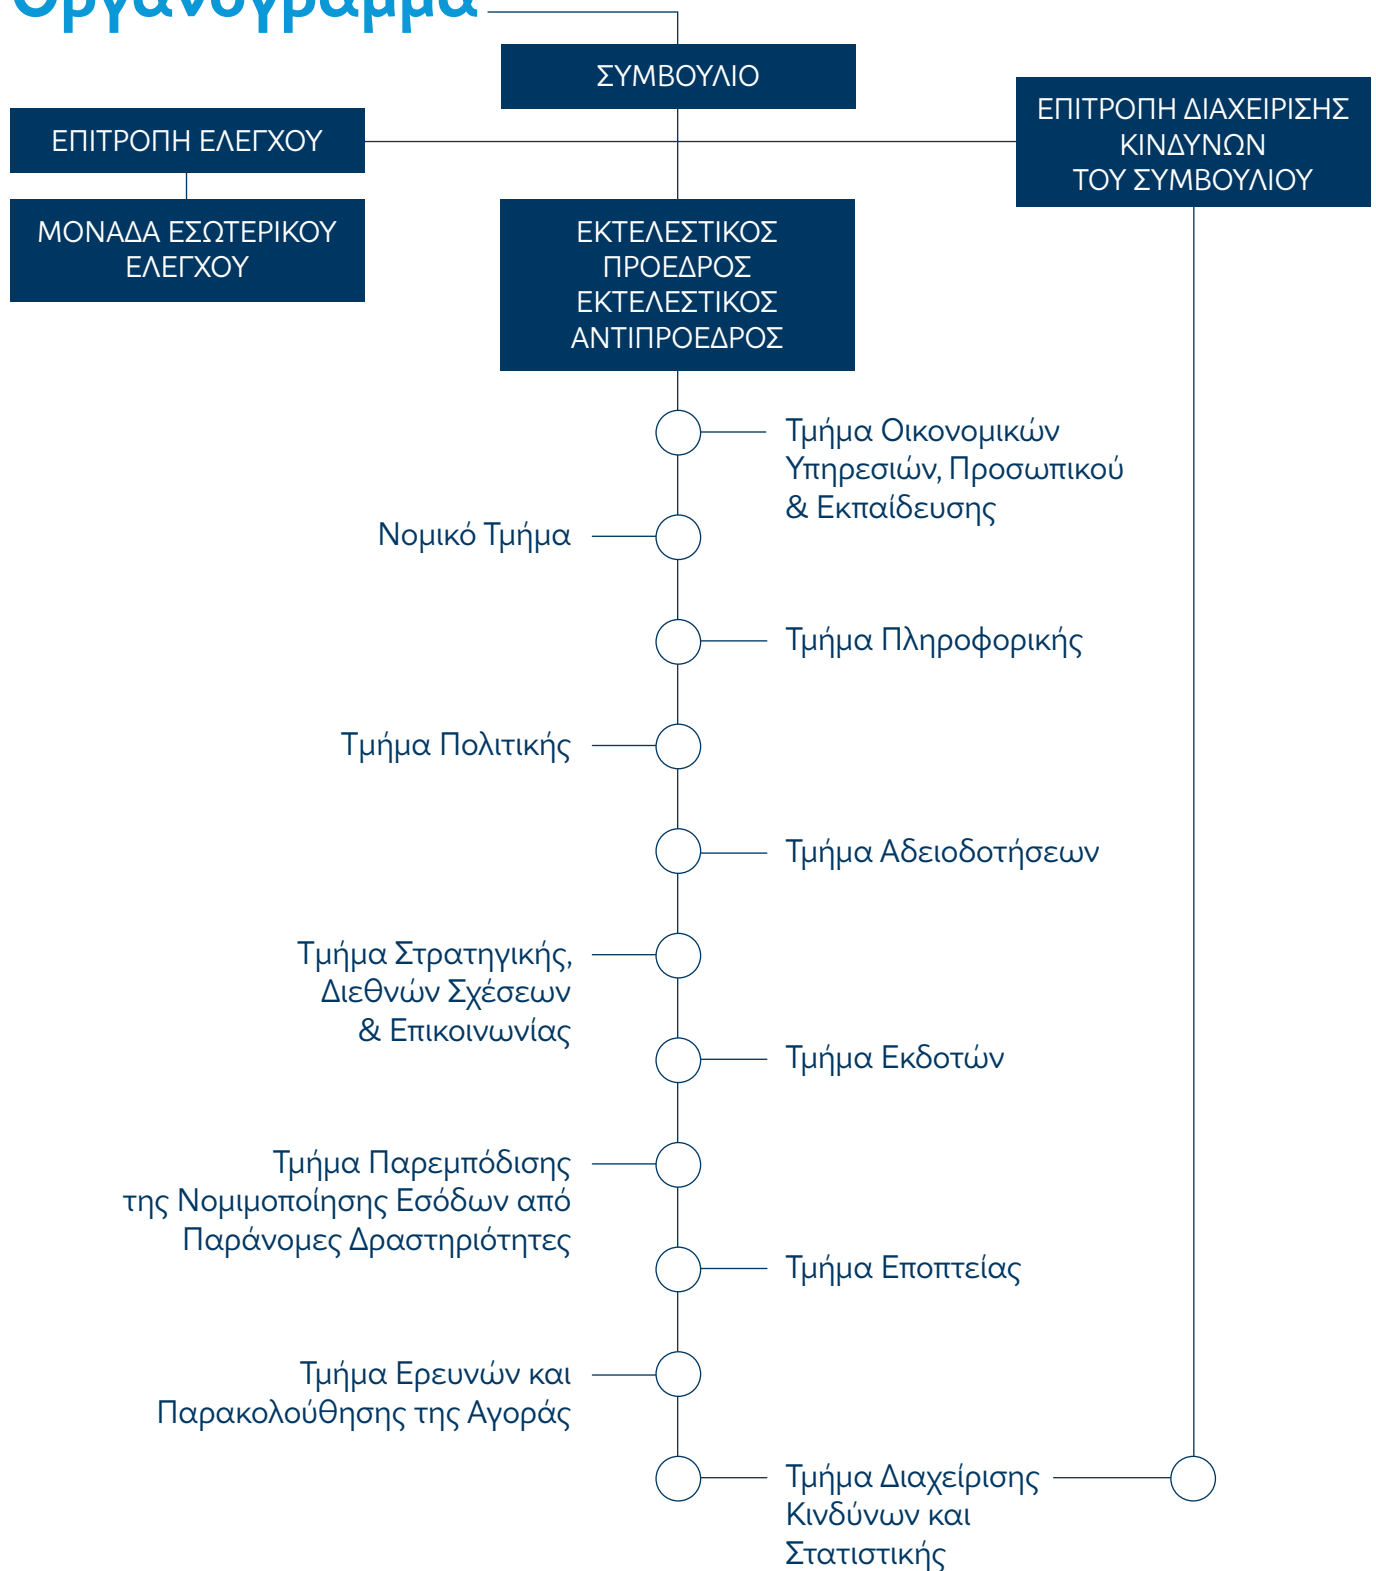 Οργανόγραμμα
ΣΥΜΒΟΥΛΙΟ
ΕΠΙΤΡΟΠΗ ΕΛΕΓΧΟΥ
ΕΠΙΤΡΟΠΗ ΔΙΑΧΕΙΡΙΣΗΣ
ΚΙΝΔΥΝΩΝ
ΤΟΥ ΣΥΜΒΟΥΛΙΟΥ
ΜΟΝΑΔΑ ΕΣΩΤΕΡΙΚΟΥ
ΕΛΕΓΧΟΥ
ΕΚΤΕΛΕΣΤΙΚΟΣ
ΠΡΟΕΔΡΟΣ
ΕΚΤΕΛΕΣΤΙΚΟΣ
ΑΝΤΙΠΡΟΕΔΡΟΣ
Τμήμα Οικονομικών
Υπηρεσιών, Προσωπικού
& Εκπαίδευσης
Νομικό Τμήμα
Τμήμα Πληροφορικής
Τμήμα Πολιτικής
Τμήμα Αδειοδοτήσεων
Τμήμα Στρατηγικής,
Διεθνών Σχέσεων
& Επικοινωνίας
Τμήμα Εκδοτών
Τμήμα Παρεμπόδισης
της Νομιμοποίησης Εσόδων από
Παράνομες Δραστηριότητες
Τμήμα Εποπτείας
Τμήμα Ερευνών και
Παρακολούθησης της Αγοράς
Τμήμα Διαχείρισης
Κινδύνων και
Στατιστικής